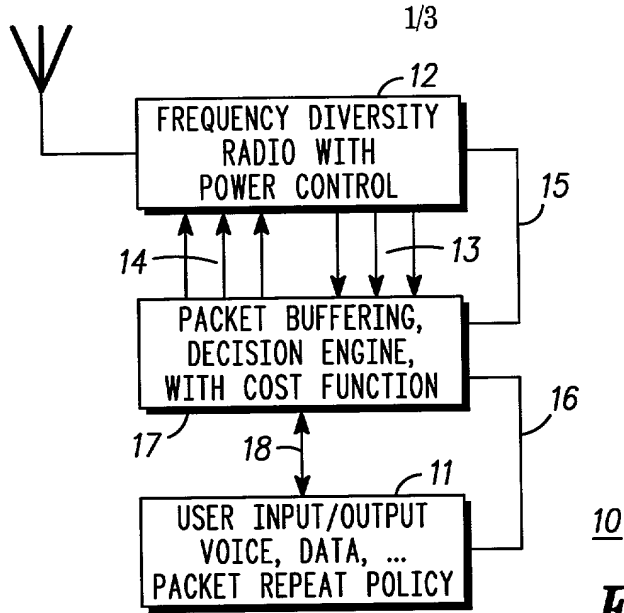 1/3
12
FREQUENCY DIVERSITY
RADIO WITH
POWER CONTROL
15
14
13
PACKET BUFFERING,
DECISION ENGINE,
WITH COST FUNCTION
16
17
18
11
USER INPUT/OUTPUT
VOICE, DATA, ...
PACKET REPEAT POLICY
10